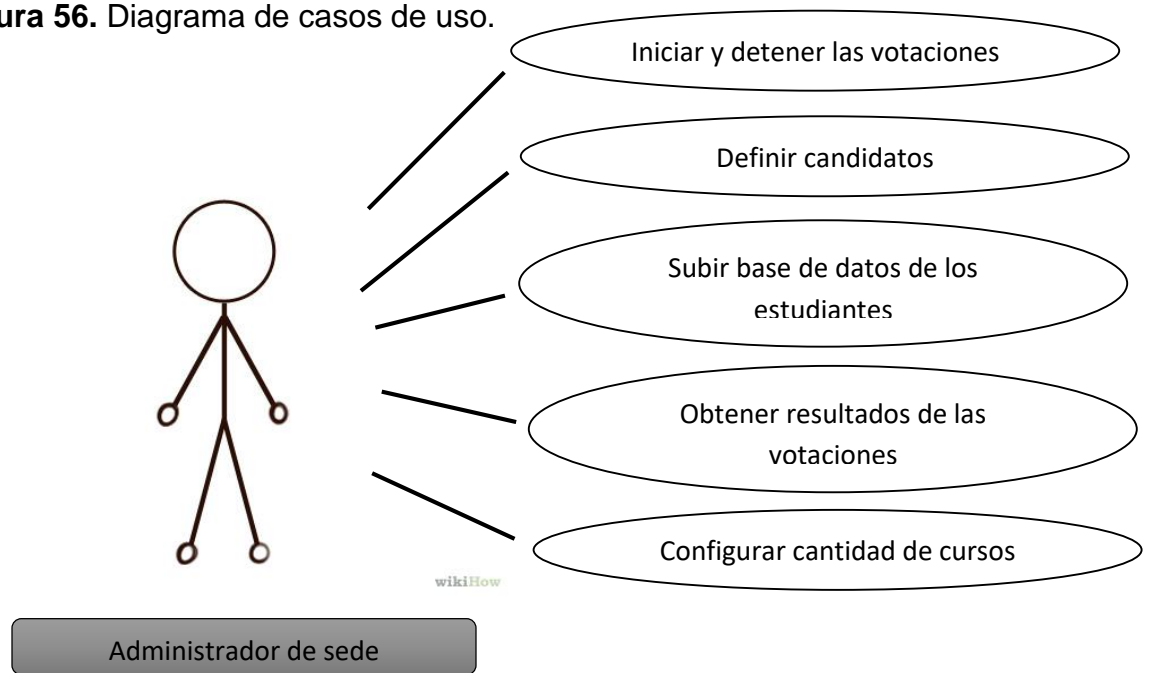 ura 56. Diagrama de casos de uso.
Iniciar y detener las votaciones
Definir candidatos
Subir base de datos de los
estudiantes
Obtener resultados de las
votaciones
Configurar cantidad de cursos
wikiHow
Administrador de sede